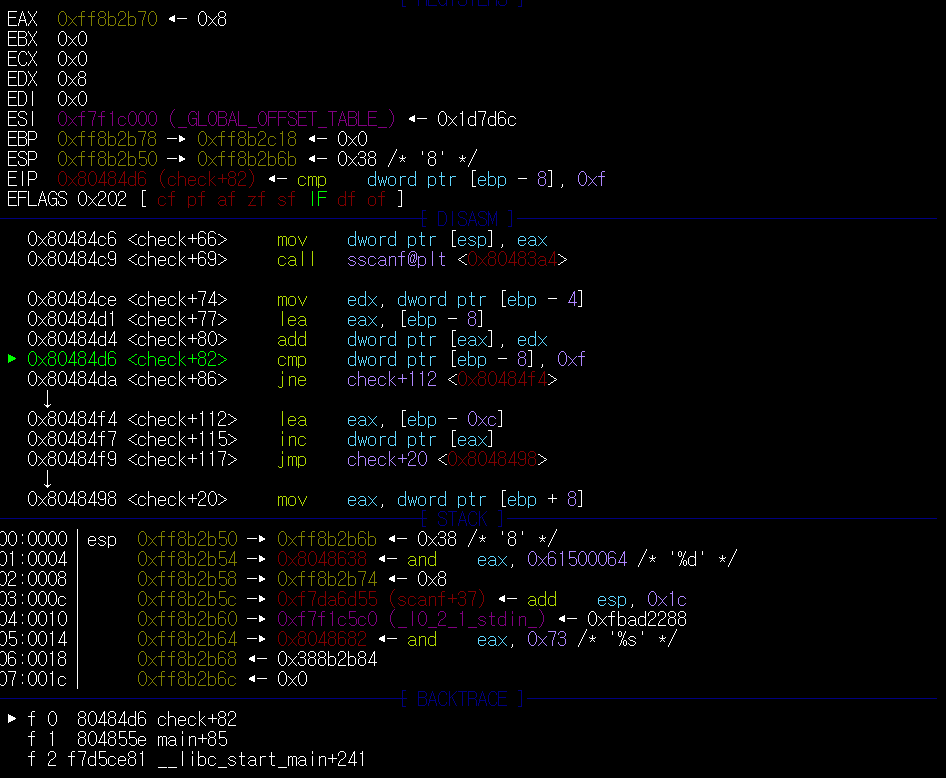 [ REGISTERS ]
EAX 0xff8b2b70 ◂— 0x8
EBX 0x0
ECX 0x0
EDX 0x8
EDI 0x0
ESI 0xf7f1c000 (_GLOBAL_OFFSET_TABLE_) ◂— 0x1d7d6c
EBP 0xff8b2b78 —▸ 0xff8b2c18 ◂— 0x0
ESP 0xff8b2b50 —▸ 0xff8b2b6b ◂— 0x38 /* '8' */
EIP 0x80484d6 (check+82) ◂— cmp dword ptr [ebp - 8], 0xf
EFLAGS 0x202 [ cf pf af zf sf IF df of ]
[ DISASM ]
0x80484c6 <check+66> mov dword ptr [esp], eax
0x80484c9 <check+69> call sscanf@plt <0x80483a4>
0x80484ce <check+74> mov edx, dword ptr [ebp - 4]
0x80484d1 <check+77> lea eax, [ebp - 8]
0x80484d4 <check+80> add dword ptr [eax], edx
► 0x80484d6 <check+82> cmp dword ptr [ebp - 8], 0xf
0x80484da <check+86> jne check+112 <0x80484f4>
↓
0x80484f4 <check+112> lea eax, [ebp - 0xc]
0x80484f7 <check+115> inc dword ptr [eax]
0x80484f9 <check+117> jmp check+20 <0x8048498>
↓
0x8048498 <check+20> mov eax, dword ptr [ebp + 8]
[ STACK ]
00:0000│ esp 0xff8b2b50 —▸ 0xff8b2b6b ◂— 0x38 /* '8' */
01:0004│ 0xff8b2b54 —▸ 0x8048638 ◂— and eax, 0x61500064 /* '%d' */
02:0008│ 0xff8b2b58 —▸ 0xff8b2b74 ◂— 0x8
03:000c│ 0xff8b2b5c —▸ 0xf7da6d55 (scanf+37) ◂— add esp, 0x1c
04:0010│ 0xff8b2b60 —▸ 0xf7f1c5c0 (_IO_2_1_stdin_) ◂— 0xfbad2288
05:0014│ 0xff8b2b64 —▸ 0x8048682 ◂— and eax, 0x73 /* '%s' */
06:0018│ 0xff8b2b68 ◂— 0x388b2b84
07:001c│ 0xff8b2b6c ◂— 0x0
[ BACKTRACE ]
► f 0 80484d6 check+82
f 1 804855e main+85
f 2 f7d5ce81 __libc_start_main+241